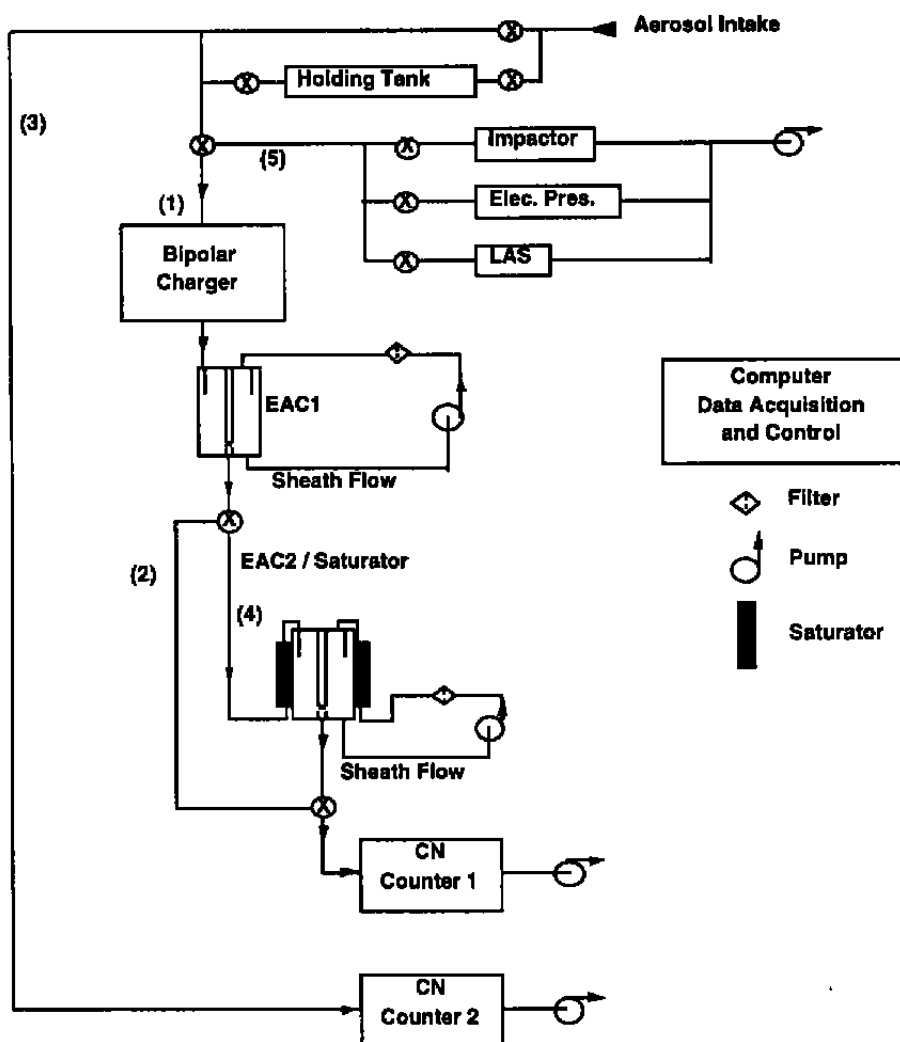 Aerosol Intake
Holding Tank
(3)
(5)
Impactor
(1)
Elec. Pres.
Bipolar
Charger
LAS
EAC1
Computer
Data Acquisition
and Control
Sheath Flow
Filter
EAC2 / Saturator
(2)
Pump
(4)
Saturator
Sheath Flow
CN
Counter 1
CN
Counter 2